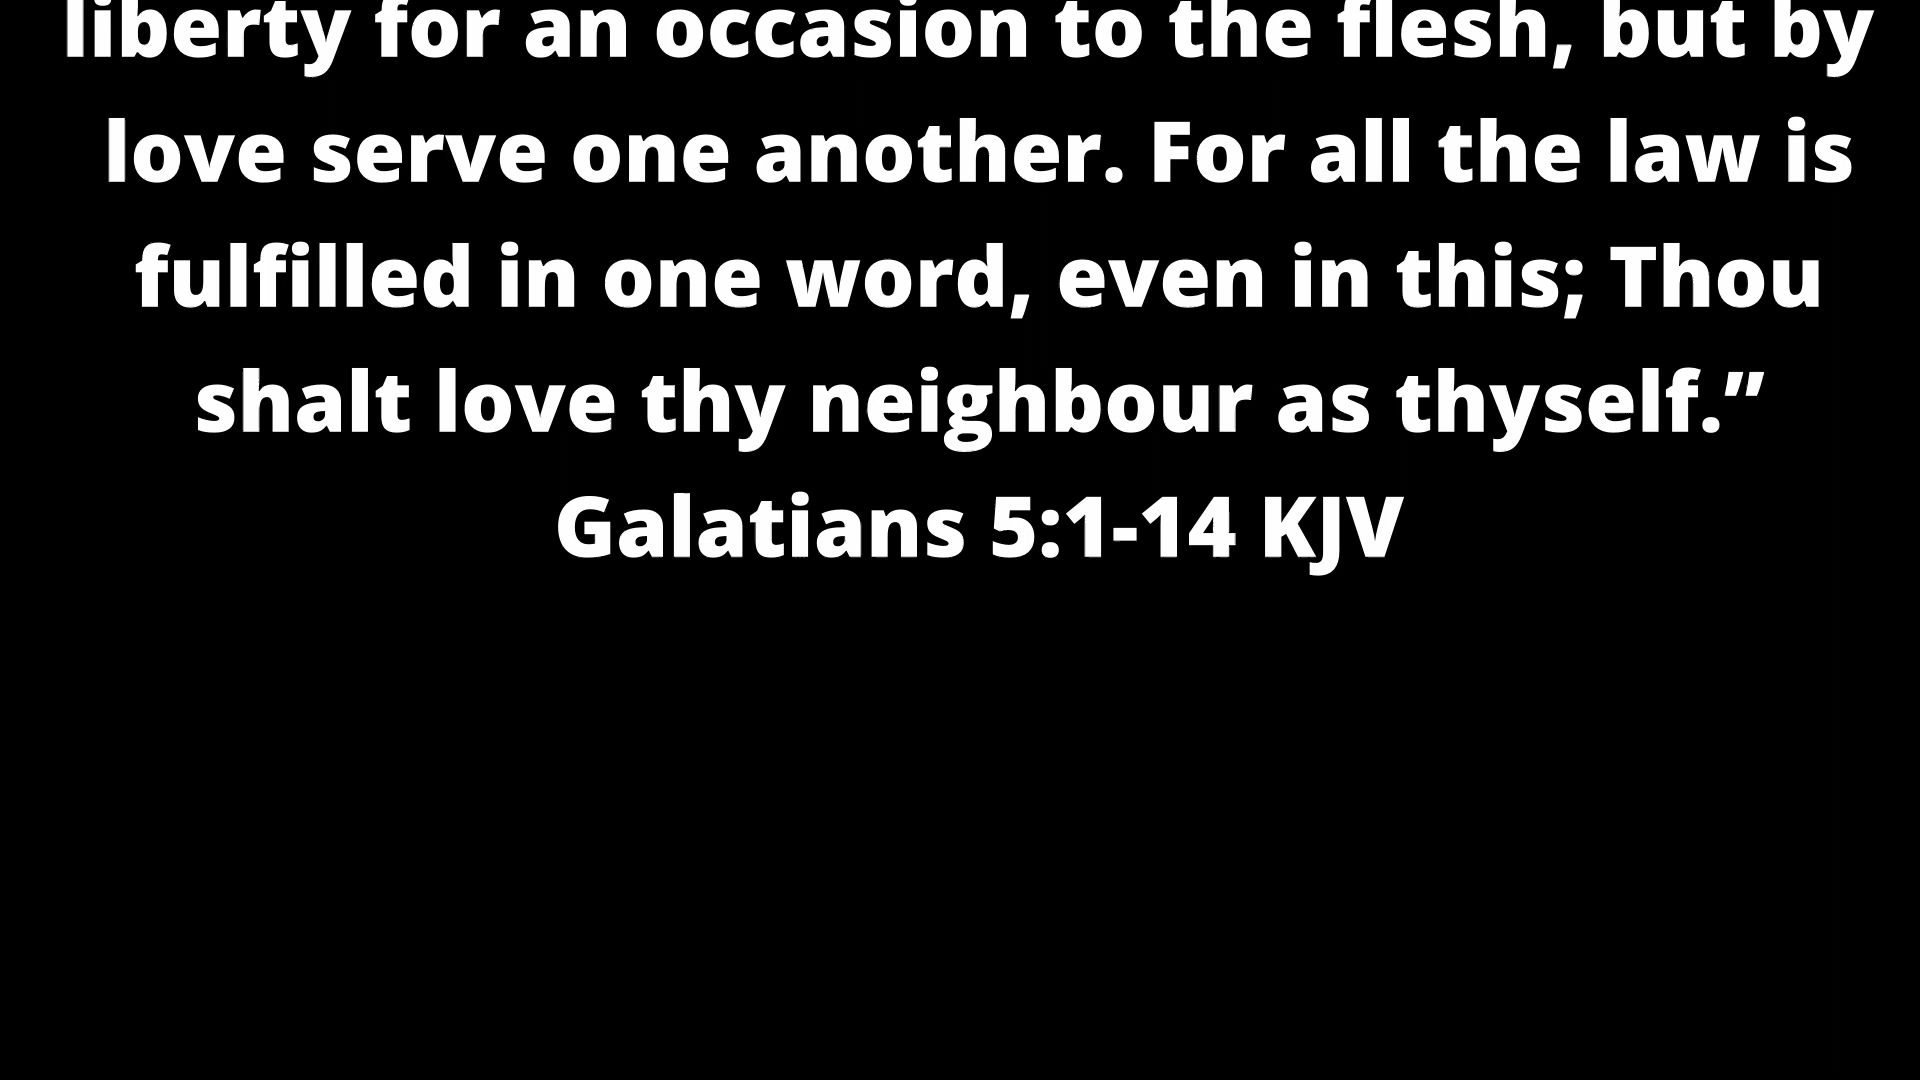 liberty for an occasion to the flesh, but by
love serve one another. For all the law is
fulfilled in one word, even in this; Thou
shalt love thy neighbour as thyself.”
Galatians 5:1-14 KJV